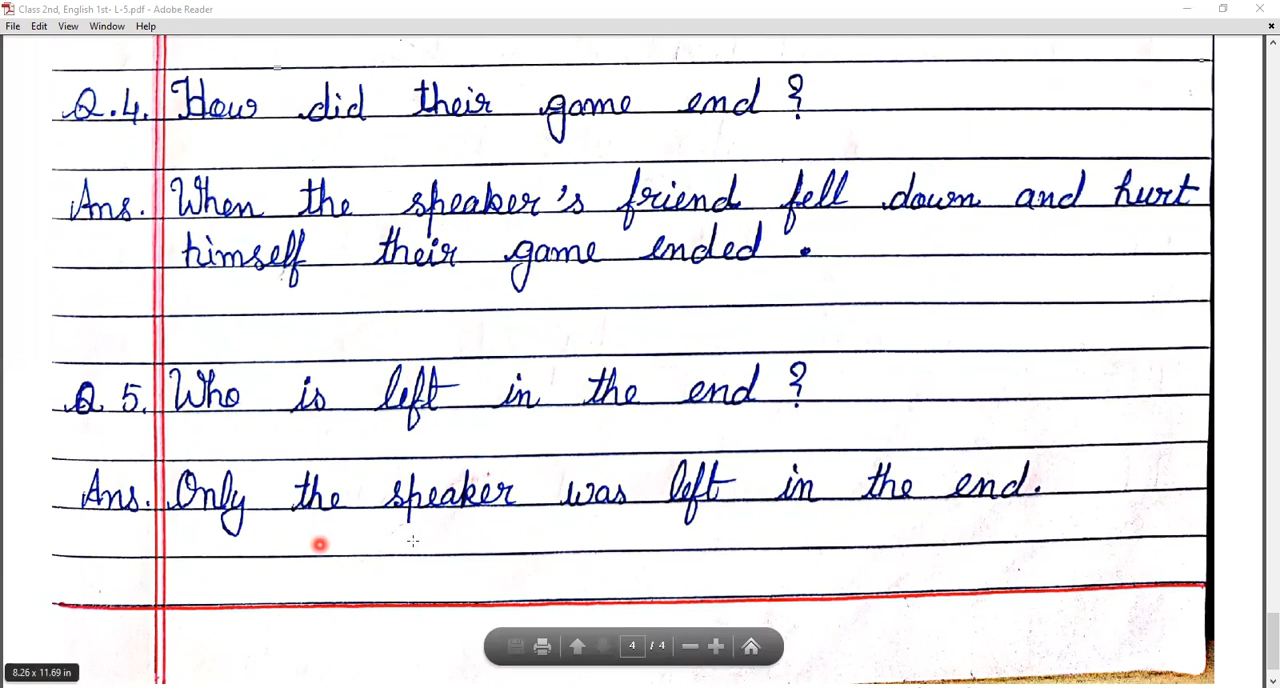 Class 2nd, English 1st- L-5.pdf - Adobe Reader
File Edit View Window Help
Q.4. How did their game end ?
Ans. When the speaker's friend fell down and hurt
himself their game ended .
Q 5. Who is left in the end ?
Ans. Only the speaker was left in the end.
4 / 4
8.26 x 11.69 in